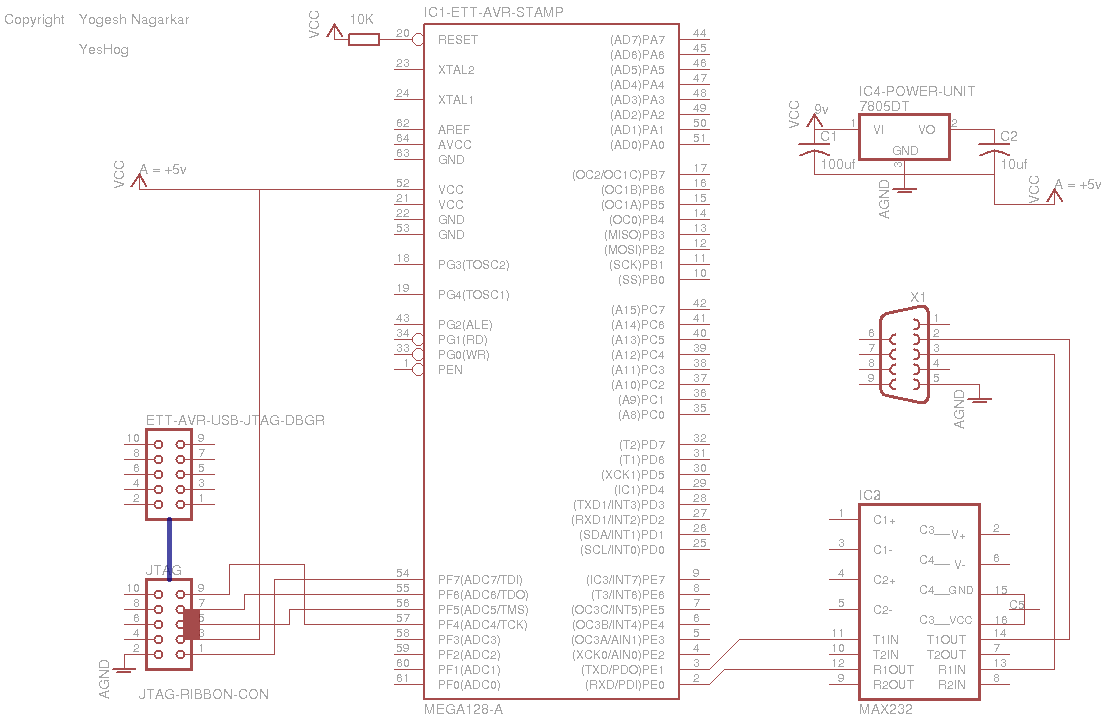 Copyright Yogesh Nagarkar
YesHog
IC1-ETT-AVR-STAMP
VCC
10K
20 RESET
23 XTAL2
24 XTAL1
62 AREF
64 AVCC
63 GND
VCC
A = +5v
52 VCC
21 VCC
22 GND
53 GND
18 PG3(TOSC2)
19 PG4(TOSC1)
43 PG2(ALE)
34 PG1(RD)
33 PG0(WR)
1 PEN
54 PF7(ADC7/TDI)
55 PF6(ADC6/TDO)
56 PF5(ADC5/TMS)
57 PF4(ADC4/TCK)
58 PF3(ADC3)
59 PF2(ADC2)
60 PF1(ADC1)
61 PF0(ADC0)
(AD7)PA7 44
(AD6)PA6 45
(AD5)PA5 46
(AD4)PA4 47
(AD3)PA3 48
(AD2)PA2 49
(AD1)PA1 50
(AD0)PA0 51
(OC2/OC1C)PB7 17
(OC1B)PB6 16
(OC1A)PB5 15
(OC0)PB4 14
(MISO)PB3 13
(MOSI)PB2 12
(SCK)PB1 11
(SS)PB0 10
(A15)PC7 42
(A14)PC6 41
(A13)PC5 40
(A12)PC4 39
(A11)PC3 38
(A10)PC2 37
(A9)PC1 36
(A8)PC0 35
(T2)PD7 32
(T1)PD6 31
(XCK1)PD5 30
(IC1)PD4 29
(TXD1/INT3)PD3 28
(RXD1/INT2)PD2 27
(SDA/INT1)PD1 26
(SCL/INT0)PD0 25
(IC3/INT7)PE7 9
(T3/INT6)PE6 8
(OC3C/INT5)PE5 7
(OC3B/INT4)PE4 6
(OC3A/AIN1)PE3 5
(XCK0/AIN0)PE2 4
(TXD/PDO)PE1 3
(RXD/PDI)PE0 2
MEGA128-A
ETT-AVR-USB-JTAG-DBGR
10 9
8 7
6 5
4 3
2 1
JTAG
10 9
8 7
6 5
4 3
2 1
AGND
JTAG-RIBBON-CON
IC4-POWER-UNIT
7805DT
VCC
9v
1 VI VO 2
GND
3
C1
100uf
C2
10uf
AGND
VCC
A = +5v
X1
1
6 2
7 3
8 4
9 5
AGND
1 C1+
3 C1-
4 C2+
5 C2-
11 T1IN
10 T2IN
12 R1OUT
9 R2OUT
C3 V+ 2
C4 V- 6
C4 GND 15
C5
C3 VCC 16
T1OUT 14
T2OUT 7
R1IN 13
R2IN 8
MAX232